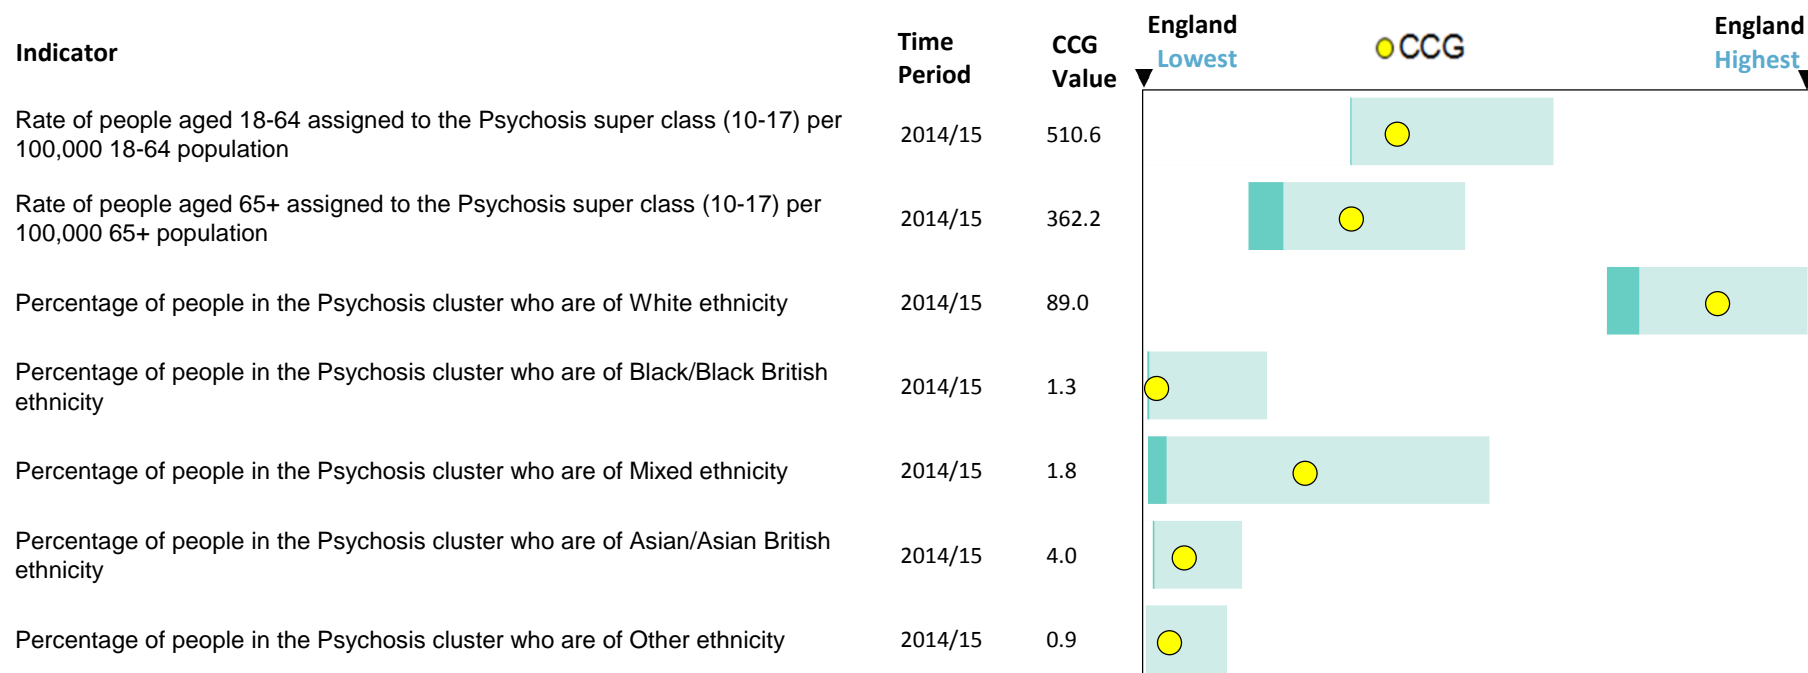 Indicator
Time
Period
CCG
Value
England
Lowest
CCG
England
Highest
Rate of people aged 18-64 assigned to the Psychosis super class (10-17) per
100,000 18-64 population
2014/15
510.6
Rate of people aged 65+ assigned to the Psychosis super class (10-17) per
100,000 65+ population
2014/15
362.2
Percentage of people in the Psychosis cluster who are of White ethnicity
2014/15
89.0
Percentage of people in the Psychosis cluster who are of Black/Black British
ethnicity
2014/15
1.3
Percentage of people in the Psychosis cluster who are of Mixed ethnicity
2014/15
1.8
Percentage of people in the Psychosis cluster who are of Asian/Asian British
ethnicity
2014/15
4.0
Percentage of people in the Psychosis cluster who are of Other ethnicity
2014/15
0.9